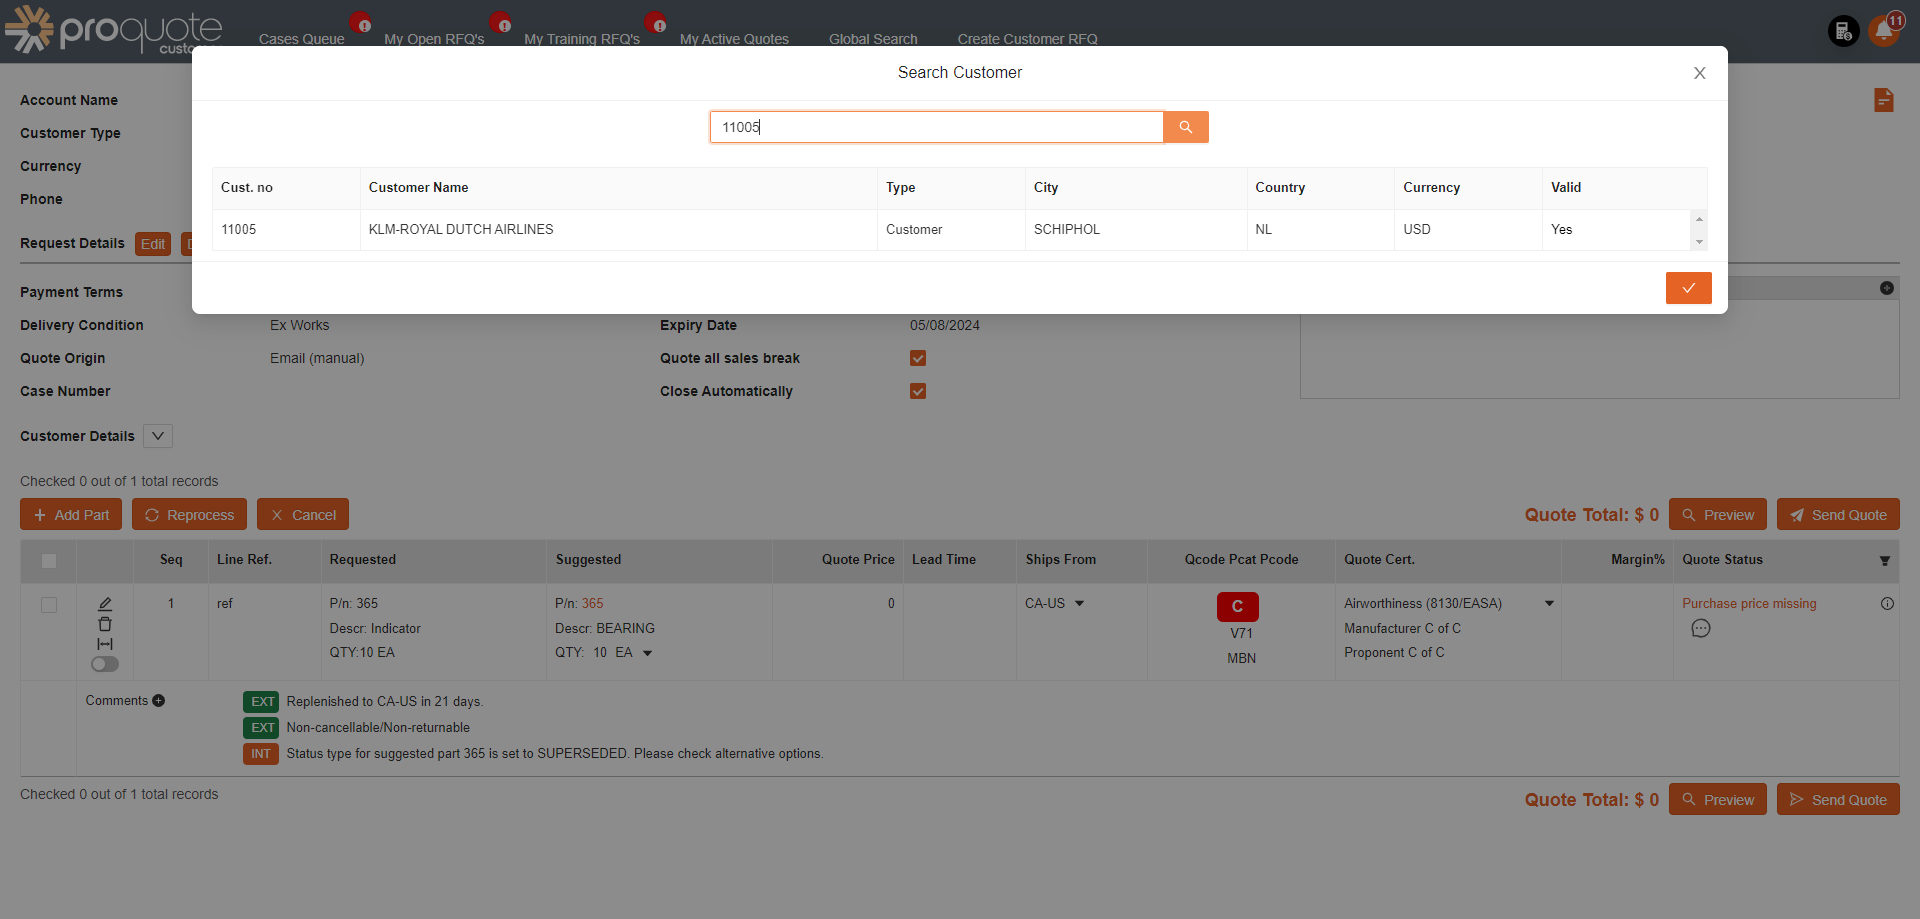 proquote
customer
Cases Queue
My Open RFQ's
My Training RFQ's
My Active Quotes
Global Search
Create Customer RFQ
11
Search Customer
11005
Cust. no Customer Name Type City Country Currency Valid
11005 KLM-ROYAL DUTCH AIRLINES Customer SCHIPHOL NL USD Yes
Account Name
Customer Type
Currency
Phone
Request Details Edit
Payment Terms
Delivery Condition Ex Works Expiry Date 05/08/2024
Quote Origin Email (manual) Quote all sales break
Case Number Close Automatically
Customer Details
Checked 0 out of 1 total records
Add Part Reprocess Cancel Quote Total: $ 0 Preview Send Quote
Seq Line Ref. Requested Suggested Quote Price Lead Time Ships From Qcode Pcat Pcode Quote Cert. Margin% Quote Status
1 ref P/n: 365 P/n: 365 0 CA-US C Airworthiness (8130/EASA) Purchase price missing
Descr: Indicator Descr: BEARING V71 Manufacturer C of C
QTY:10 EA QTY: 10 EA MBN Proponent C of C
Comments EXT Replenished to CA-US in 21 days.
EXT Non-cancellable/Non-returnable
INT Status type for suggested part 365 is set to SUPERSEDED. Please check alternative options.
Checked 0 out of 1 total records Quote Total: $ 0 Preview Send Quote